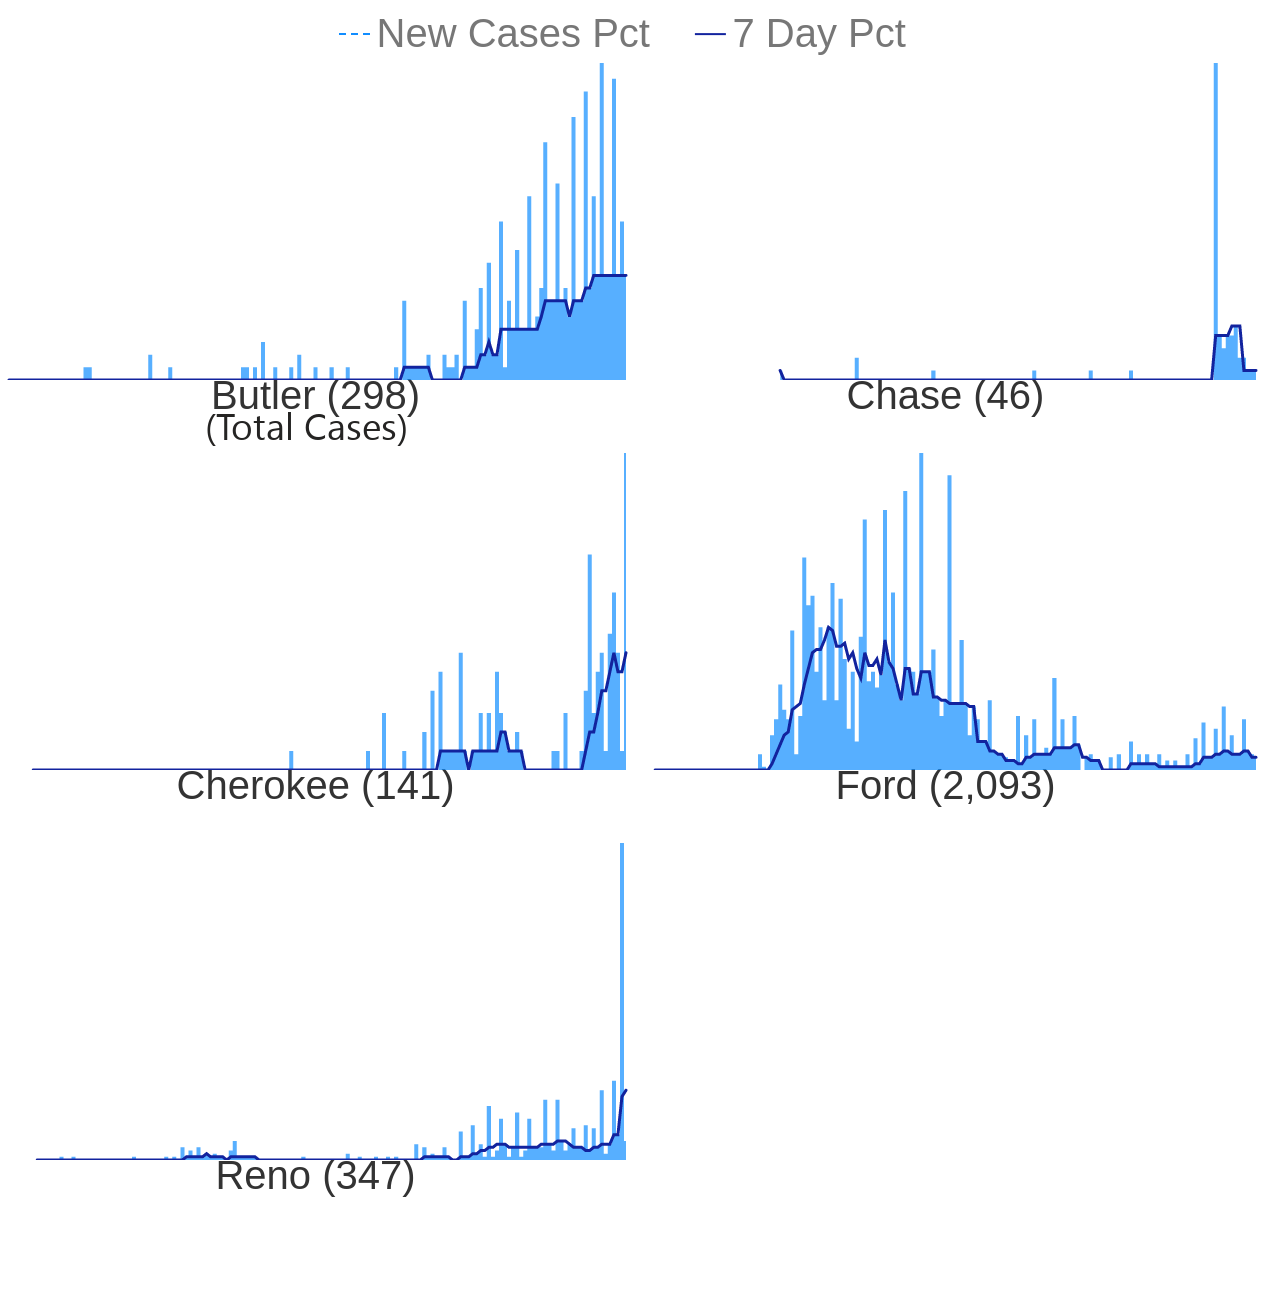 New Cases Pct 7 Day Pct
Butler (298) Chase (46)
(Total Cases)
Cherokee (141) Ford (2,093)
Reno (347)